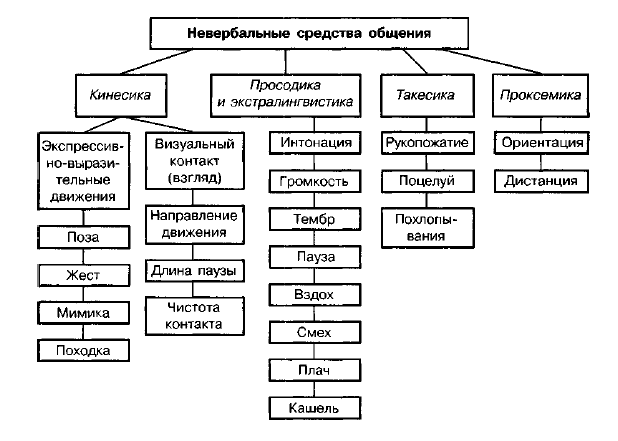 Невербальные средства общения
Кинесика
Просодика
и экстралингвистика
Такесика
Проксемика
Экспрессив-
но-вырази-
тельные
движения
Поза
Жест
Мимика
Походка
Визуальный
контакт
(взгляд)
Направление
движения
Длина паузы
Чистота
контакта
Интонация
Громкость
Тембр
Пауза
Вздох
Смех
Плач
Кашель
Рукопожатие
Поцелуй
Похлопы-
вания
Ориентация
Дистанция